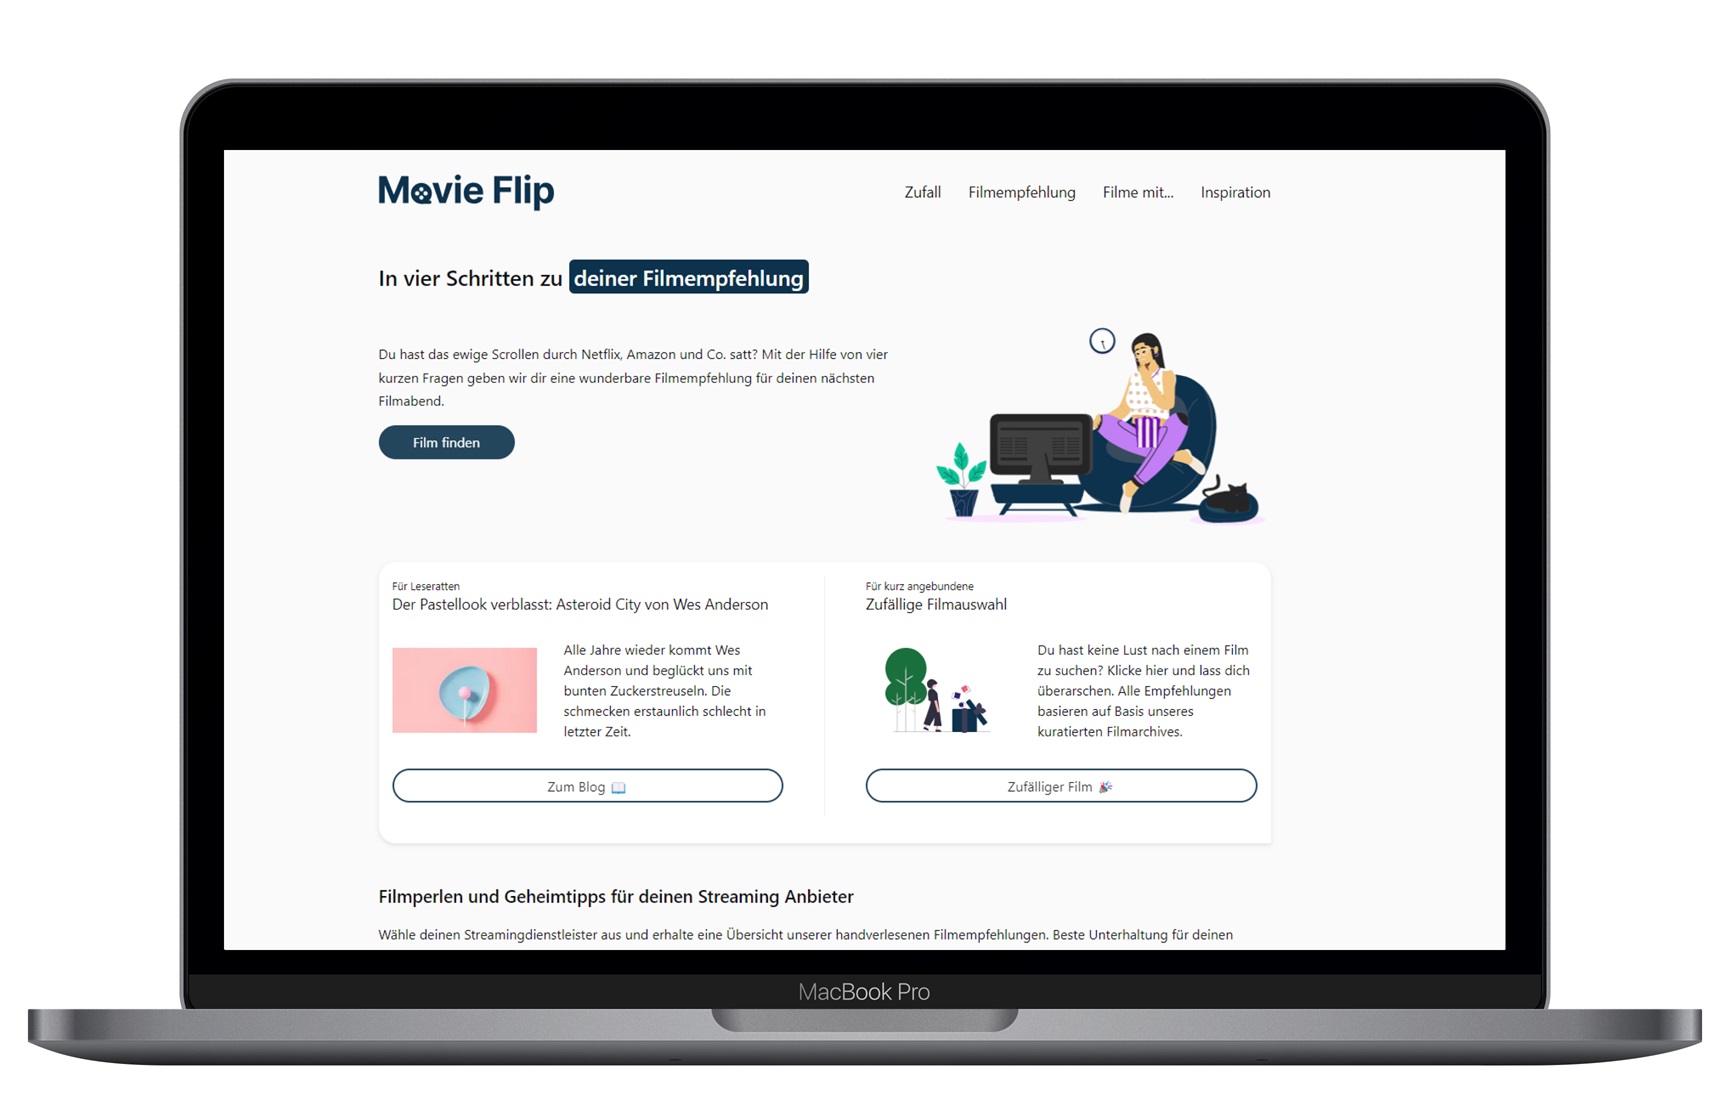 Movie Flip
Zufall Filmempfehlung Filme mit... Inspiration
In vier Schritten zu deiner Filmempfehlung
Du hast das ewige Scrollen durch Netflix, Amazon und Co. satt? Mit der Hilfe von vier
kurzen Fragen geben wir dir eine wunderbare Filmempfehlung für deinen nächsten
Filmabend.
Film finden
Für Leseratten
Der Pastellook verblasst: Asteroid City von Wes Anderson
Alle Jahre wieder kommt Wes
Anderson und beglückt uns mit
bunten Zuckerstreuseln. Die
schmecken erstaunlich schlecht in
letzter Zeit.
Zum Blog 📖
Für kurz angebundene
Zufällige Filmauswahl
Du hast keine Lust nach einem Film
zu suchen? Klicke hier und lass dich
überarschen. Alle Empfehlungen
basieren auf Basis unseres
kuratierten Filmarchives.
Zufälliger Film 🎉
Filmperlen und Geheimtipps für deinen Streaming Anbieter
Wähle deinen Streamingdienstleister aus und erhalte eine Übersicht unserer handverlesenen Filmempfehlungen. Beste Unterhaltung für deinen
MacBook Pro